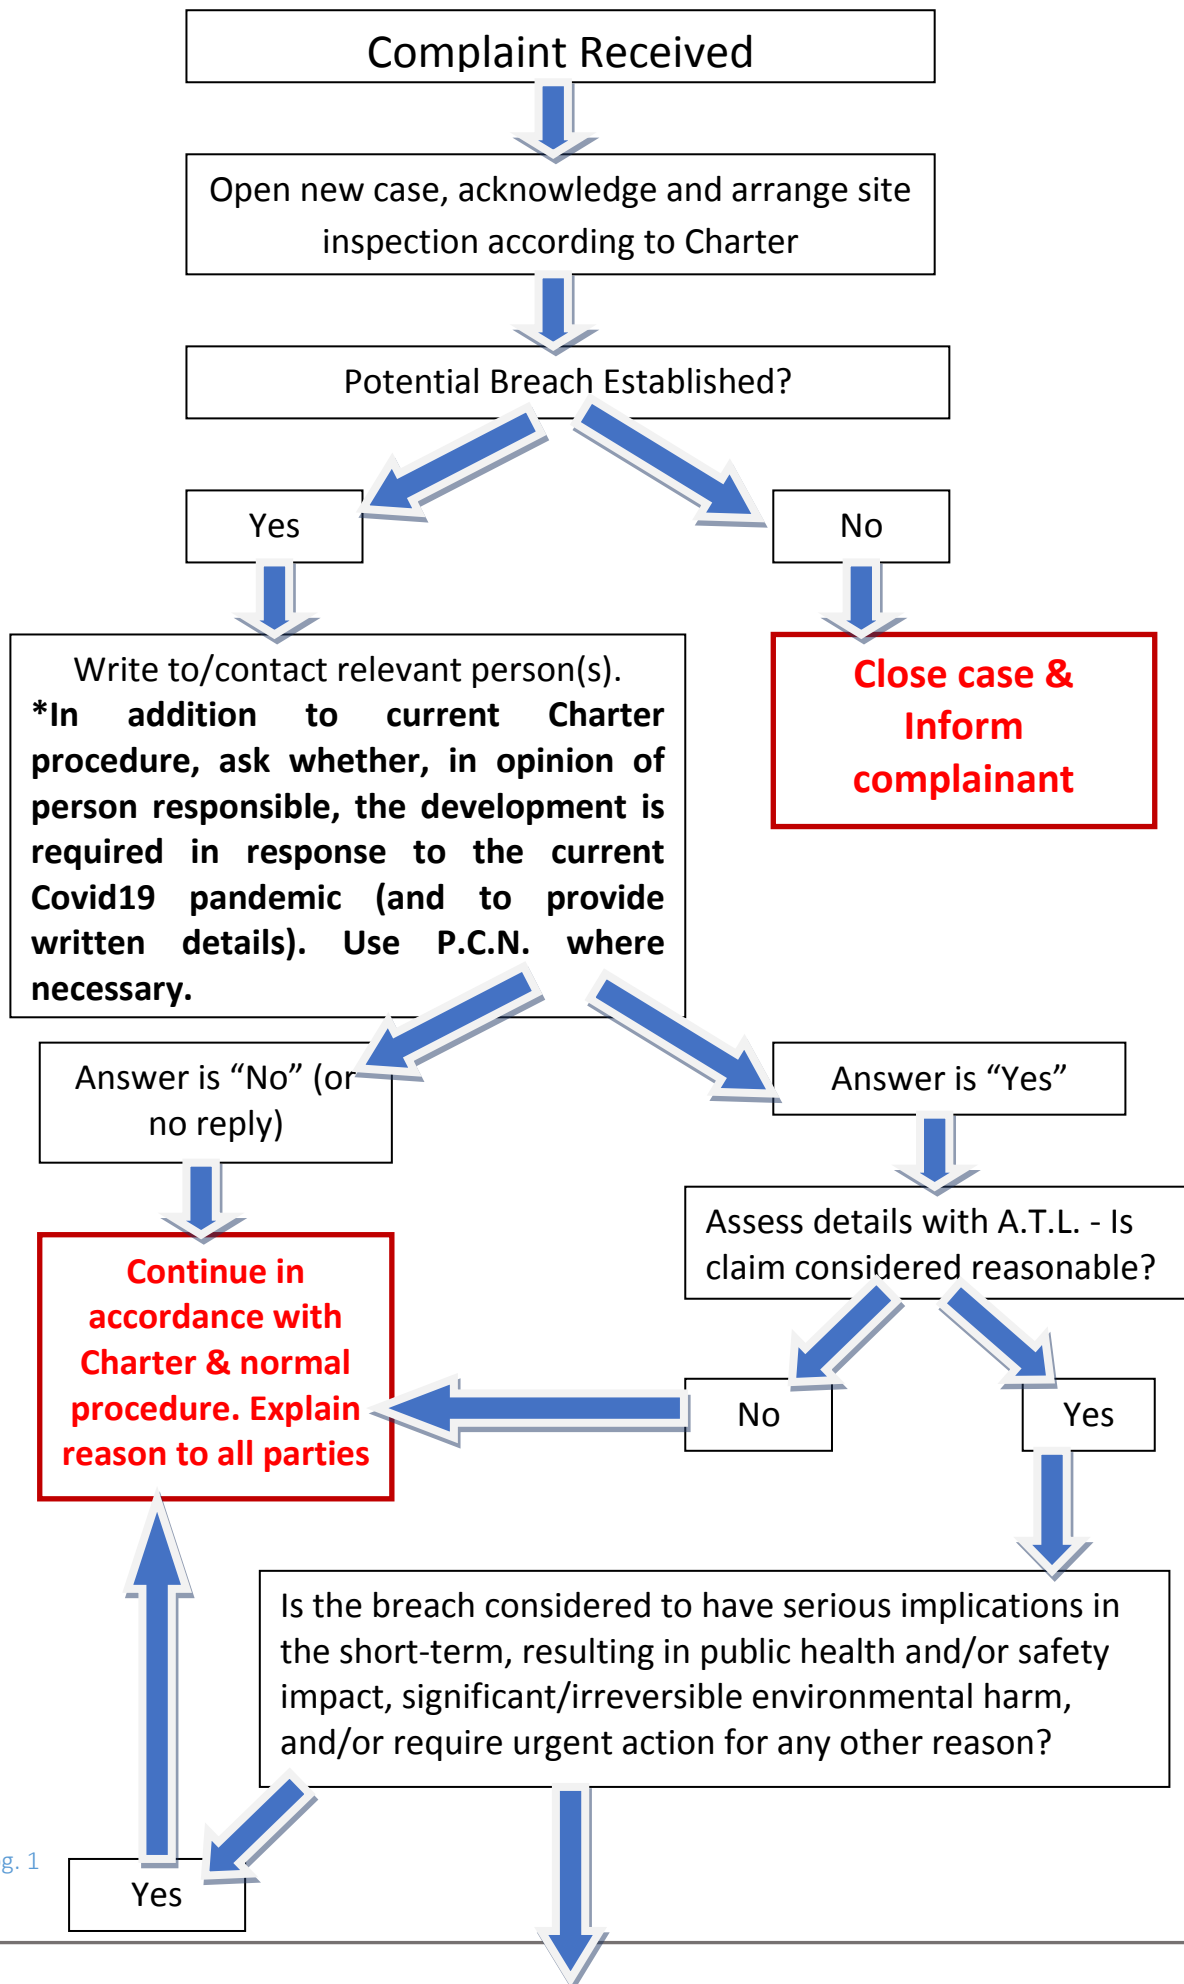 Complaint Received
Open new case, acknowledge and arrange site
inspection according to Charter
Potential Breach Established?
Yes
No
Write to/contact relevant person(s).
*In addition to current Charter
procedure, ask whether, in opinion of
person responsible, the development is
required in response to the current
Covid19 pandemic (and to provide
written details). Use P.C.N. where
necessary.
Close case &
Inform
complainant
Answer is “No” (or
no reply)
Answer is “Yes”
Assess details with A.T.L. - Is
claim considered reasonable?
Continue in
accordance with
Charter & normal
procedure. Explain
reason to all parties
No
Yes
Is the breach considered to have serious implications in
the short-term, resulting in public health and/or safety
impact, significant/irreversible environmental harm,
and/or require urgent action for any other reason?
g. 1
Yes